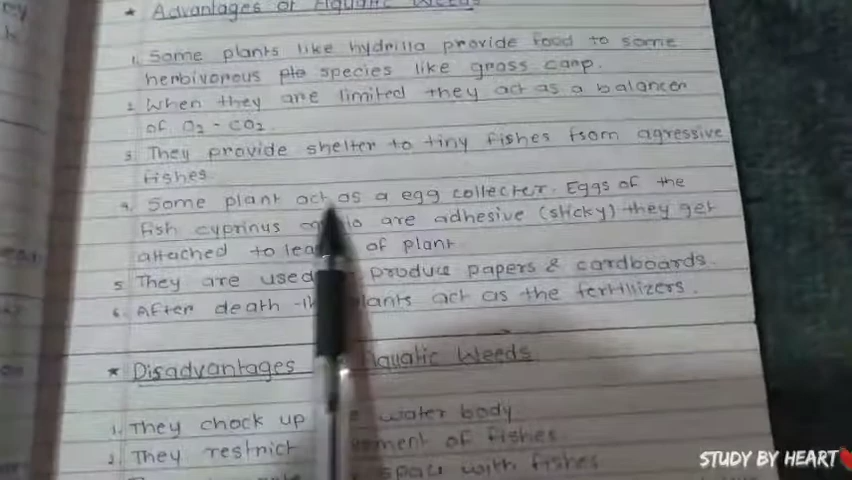 * Advantages of Aquatic Weeds
1. Some plants like hydrilla provide food to some
herbivorous species like grass carp.
2. When they are limited they act as a balancer
of O2 - CO2
3. They provide shelter to tiny fishes from agressive
fishes
4. Some plant act as a egg collecter. Eggs of the
fish cyprinus are adhesive (sticky) they get
attached to of plant
5. They are used produce papers & cardboards.
6. After death plants act as the fertilizers.
* Disadvantages Aquatic Weeds
1. They chock up water body
2. They restrict of fishes
space with fishes
STUDY BY HEART